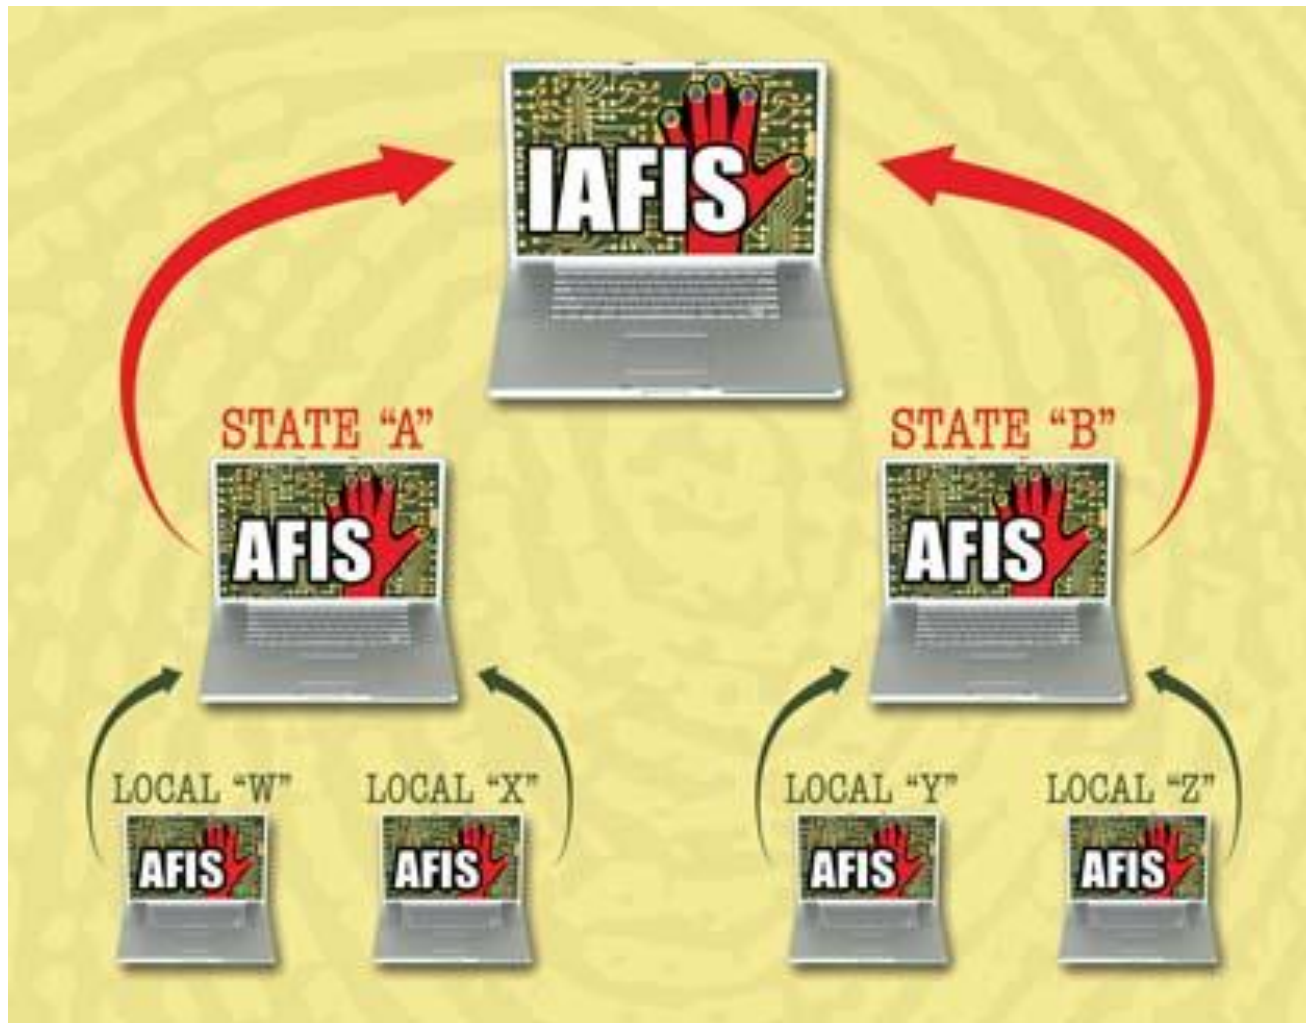 IAFIS
STATE “A”
STATE “B”
AFIS
AFIS
LOCAL “W”
LOCAL “X”
LOCAL “Y”
LOCAL “Z”
AFIS
AFIS
AFIS
AFIS